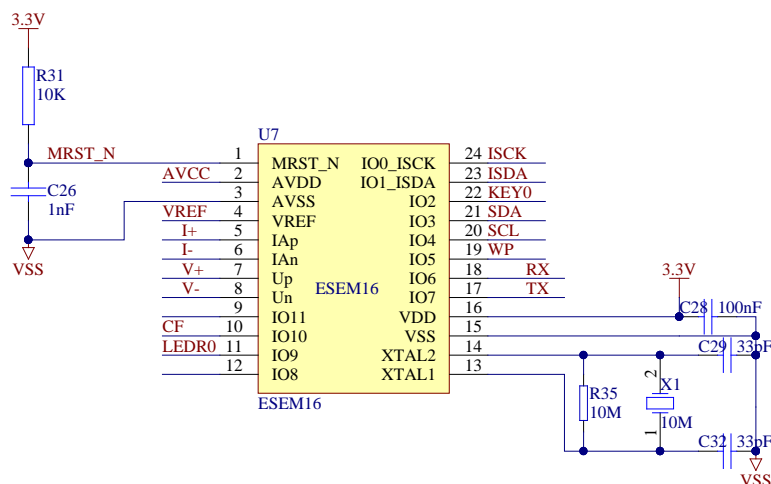 3.3V
R31
10K
MRST_N
C26
1nF
VSS
U7
1 MRST_N IO0_ISCK 24 ISCK
AVCC 2 AVDD IO1_ISDA 23 ISDA
3 AVSS IO2 22 KEY0
VREF 4 VREF IO3 21 SDA
I+ 5 IAp IO4 20 SCL
I- 6 IAn IO5 19 WP
V+ 7 Up IO6 18 RX
V- 8 Un IO7 17 TX
ESEM16
9 IO11 VDD 16
CF 10 IO10 VSS 15
LEDR0 11 IO9 XTAL2 14
12 IO8 XTAL1 13
ESEM16
3.3V
C28 100nF
C29 33pF
R35
10M
2
X1
1
10M
C32 33pF
VSS